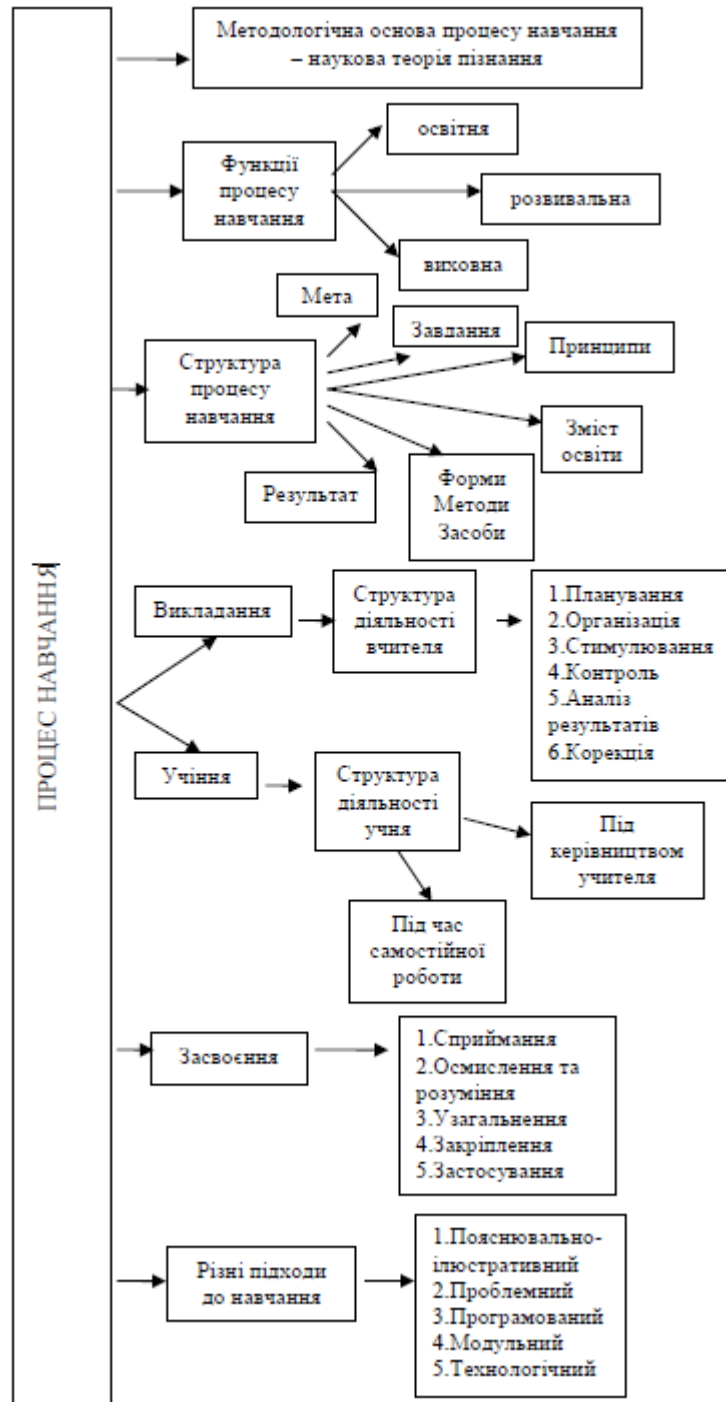 ПРОЦЕС НАВЧАННЯ
Методологічна основа процесу навчання
– наукова теорія пізнання
Функції
процесу
навчання
освітня
розвивальна
виховна
Структура
процесу
навчання
Мета
Завдання
Принципи
Зміст
освіти
Форми
Методи
Засоби
Результат
Викладання
Структура
діяльності
вчителя
1.Планування
2.Організація
3.Стимулювання
4.Контроль
5.Аналіз
результатів
6.Корекція
Учіння
Структура
діяльності
учня
Під
керівництвом
учителя
Під час
самостійної
роботи
Засвоєння
1.Сприймання
2.Осмислення та
розуміння
3.Узагальнення
4.Закріплення
5.Застосування
Різні підходи
до навчання
1.Пояснювально-
ілюстративний
2.Проблемний
3.Програмований
4.Модульний
5.Технологічний